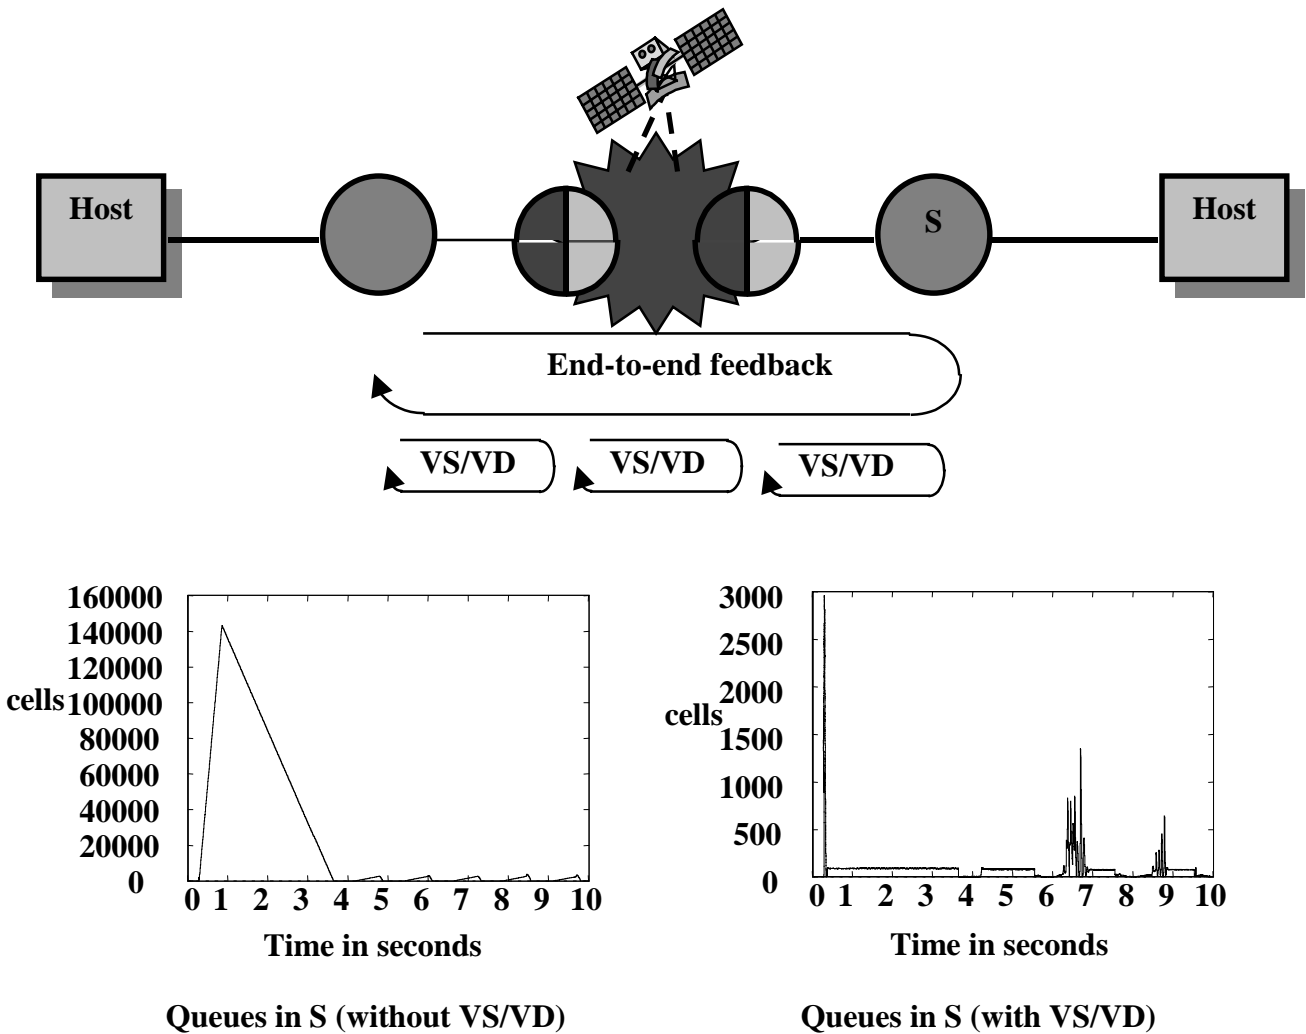 Host
S
Host
End-to-end feedback
VS/VD
VS/VD
VS/VD
160000
140000
120000
cells 100000
80000
60000
40000
20000
0
0 1 2 3 4 5 6 7 8 9 10
Time in seconds
Queues in S (without VS/VD)
3000
2500
2000
cells
1500
1000
500
0
0 1 2 3 4 5 6 7 8 9 10
Time in seconds
Queues in S (with VS/VD)